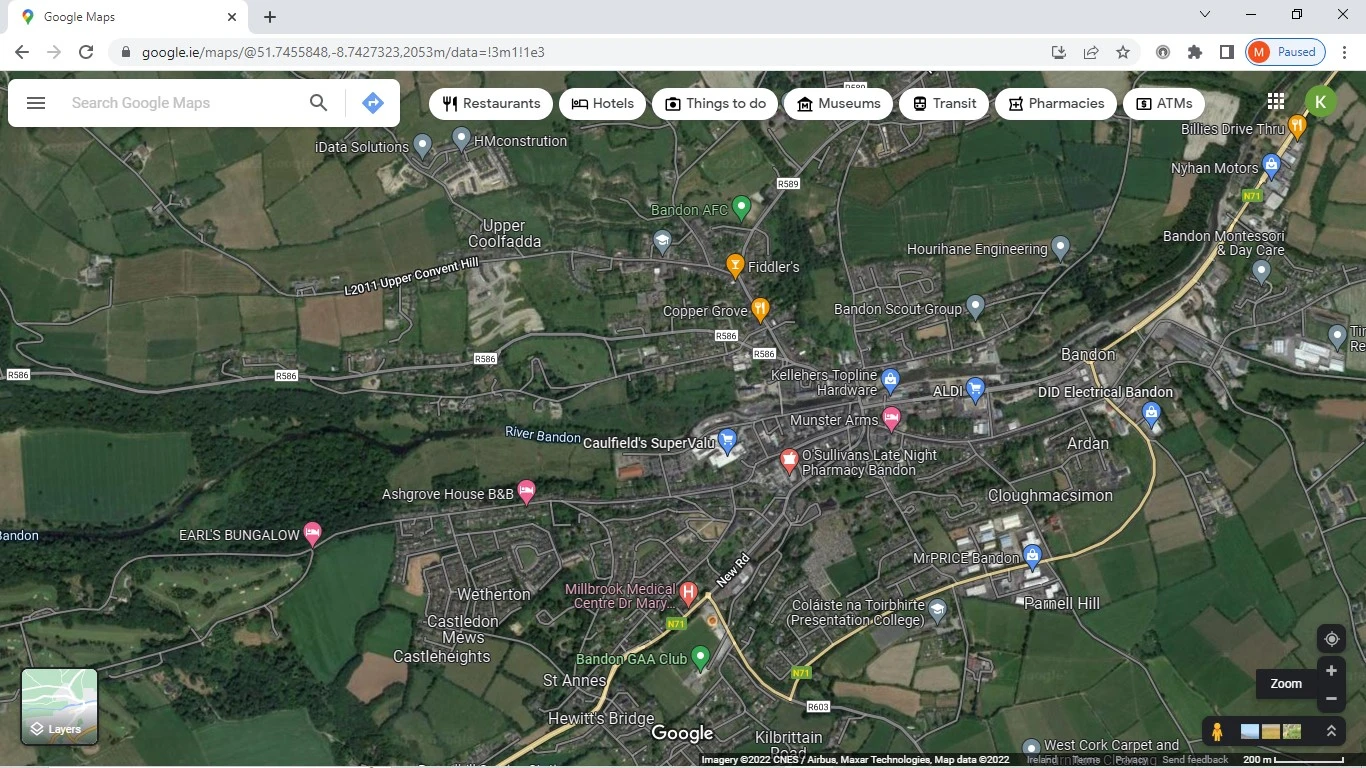 Google Maps
google.ie/maps/@51.7455848,-8.7427323,2053m/data=!3m1!1e3
M Paused
Search Google Maps
Restaurants
Hotels
Things to do
Museums
Transit
Pharmacies
ATMs
K
R589
Billies Drive Thru
iData Solutions
HMconstrution
Nyhan Motors
R589
N71
Bandon AFC
Upper
Coolfadda
Bandon Montessori
& Day Care
Hourihane Engineering
L2011 Upper Convent Hill
Fiddler's
Copper Grove
Bandon Scout Group
R586
R586
R586
Bandon
R586
R586
Kellehers Topline
Hardware
ALDI
DID Electrical Bandon
Munster Arms
River Bandon
Caulfield's SuperValu
Ardan
O'Sullivans Late Night
Pharmacy Bandon
Ashgrove House B&B
Cloughmacsimon
Bandon
EARL'S BUNGALOW
MrPRICE Bandon
New Rd
Millbrook Medical
Centre Dr Mary...
Wetherton
Coláiste na Toirbhirte
(Presentation College)
Parnell Hill
Castledon
Mews
N71
Castleheights
Bandon GAA Club
N71
St Annes
Zoom
R603
Hewitt's Bridge
Layers
Google
Kilbrittain
Road
West Cork Carpet and
Imagery ©2022 CNES / Airbus, Maxar Technologies, Map data ©2022
Ireland
Terms
Privacy
Send feedback
200 m